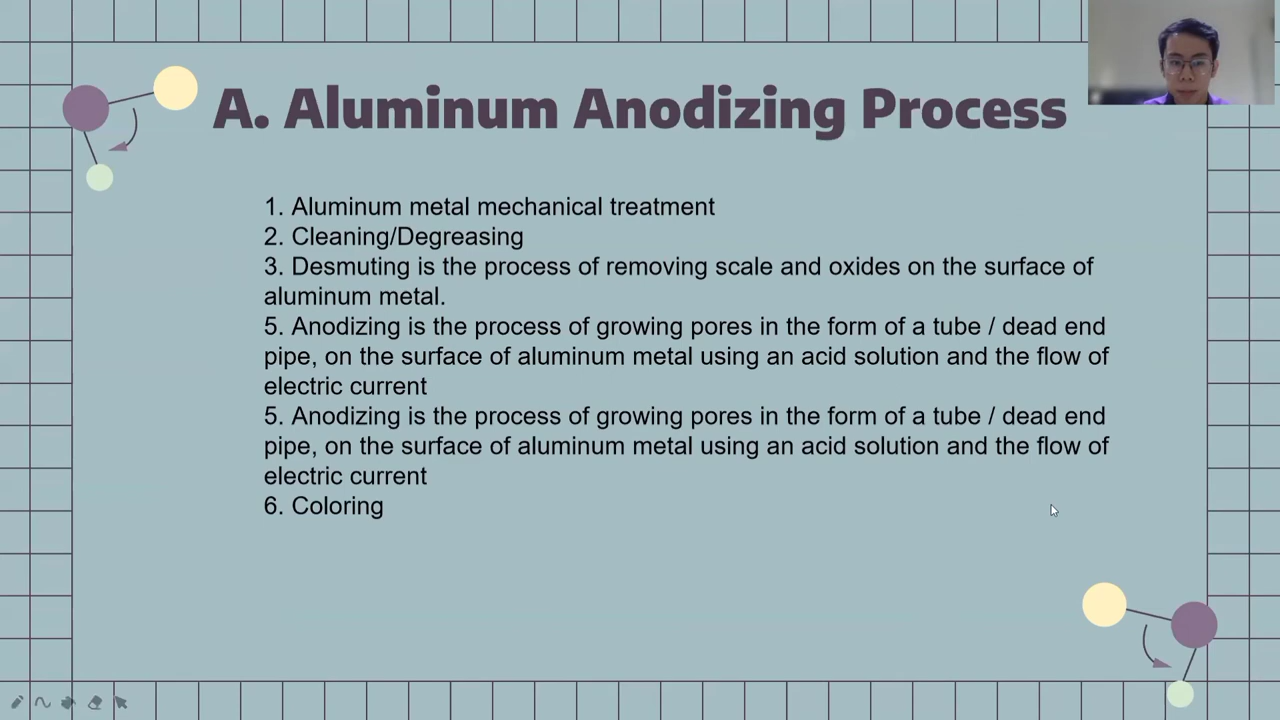 A. Aluminum Anodizing Process
1. Aluminum metal mechanical treatment
2. Cleaning/Degreasing
3. Desmuting is the process of removing scale and oxides on the surface of
aluminum metal.
5. Anodizing is the process of growing pores in the form of a tube / dead end
pipe, on the surface of aluminum metal using an acid solution and the flow of
electric current
5. Anodizing is the process of growing pores in the form of a tube / dead end
pipe, on the surface of aluminum metal using an acid solution and the flow of
electric current
6. Coloring